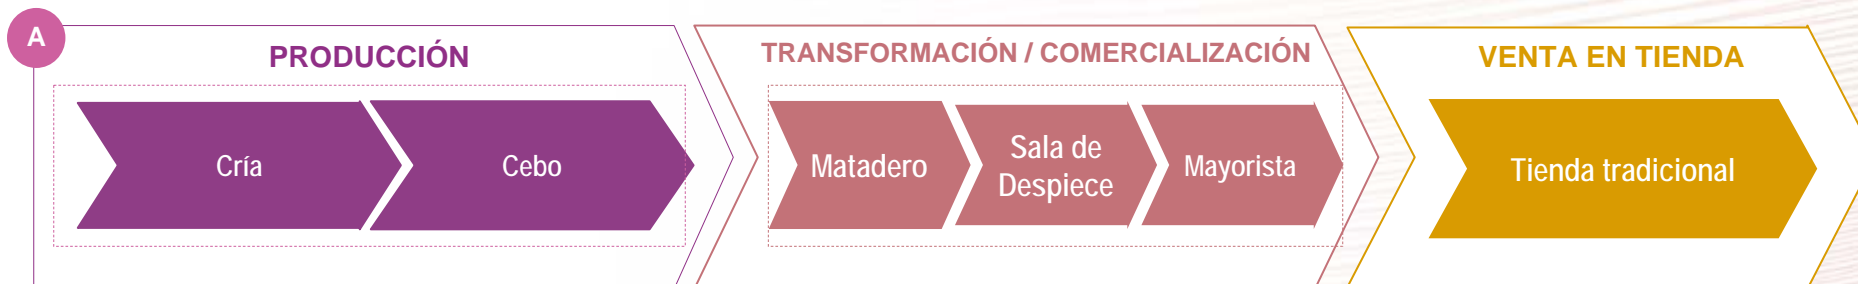 A
PRODUCCIÓN
TRANSFORMACIÓN / COMERCIALIZACIÓN
VENTA EN TIENDA
Cría
Cebo
Matadero
Sala de
Despiece
Mayorista
Tienda tradicional